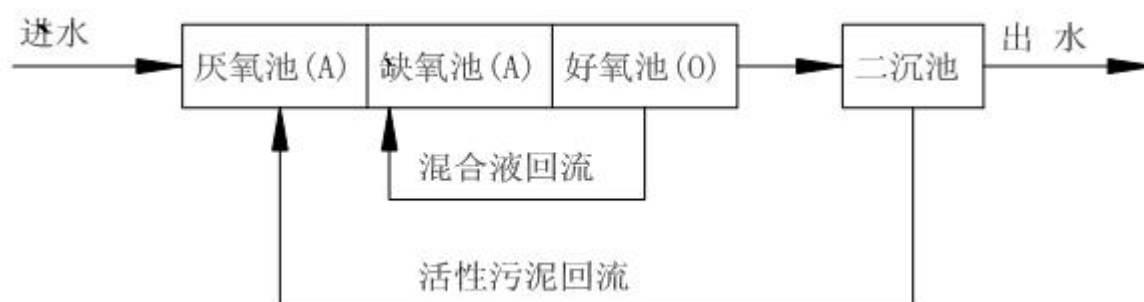 进水
厌氧池(A)
缺氧池(A)
好氧池(O)
二沉池
出 水
混合液回流
活性污泥回流